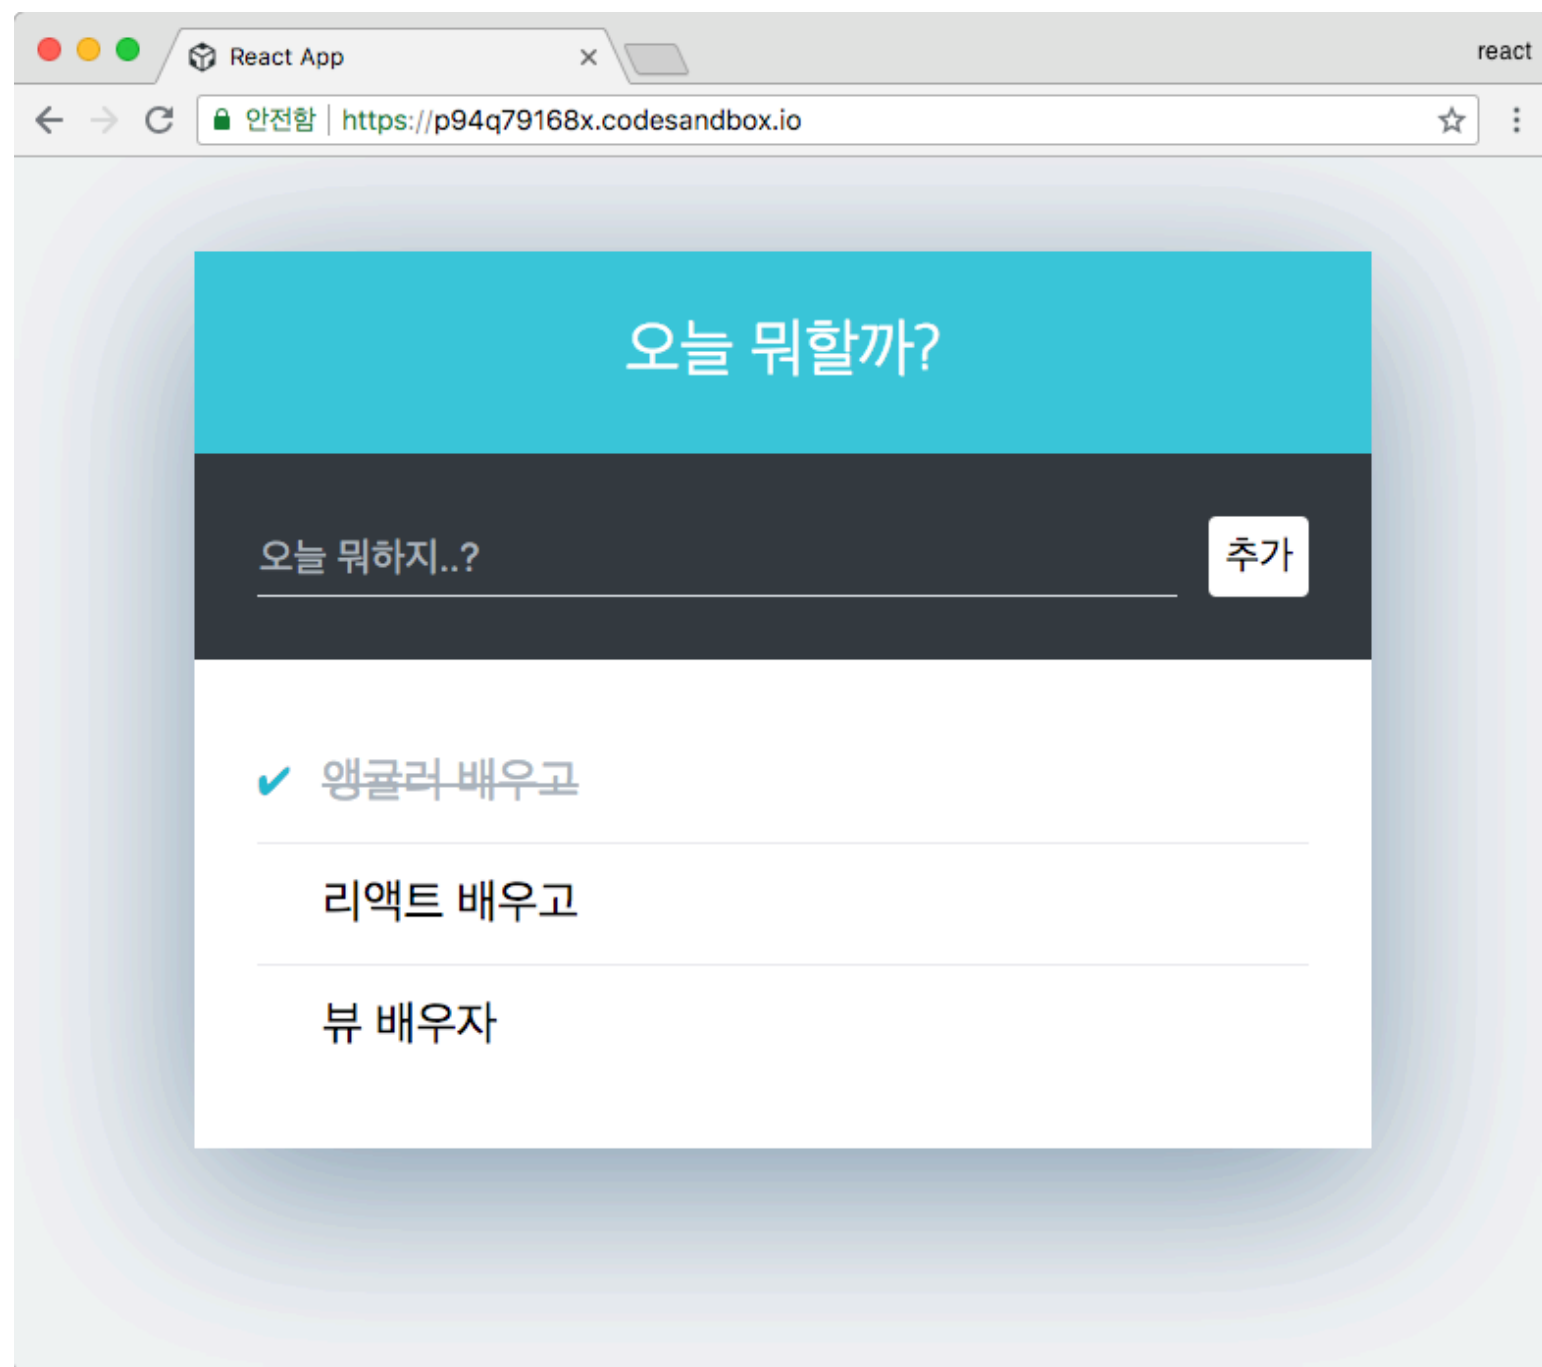 React App
react
안전함 https://p94q79168x.codesandbox.io
오늘 뭐할까?
오늘 뭐하지..?
추가
✔ 앵귤러 배우고
리액트 배우고
뷰 배우자